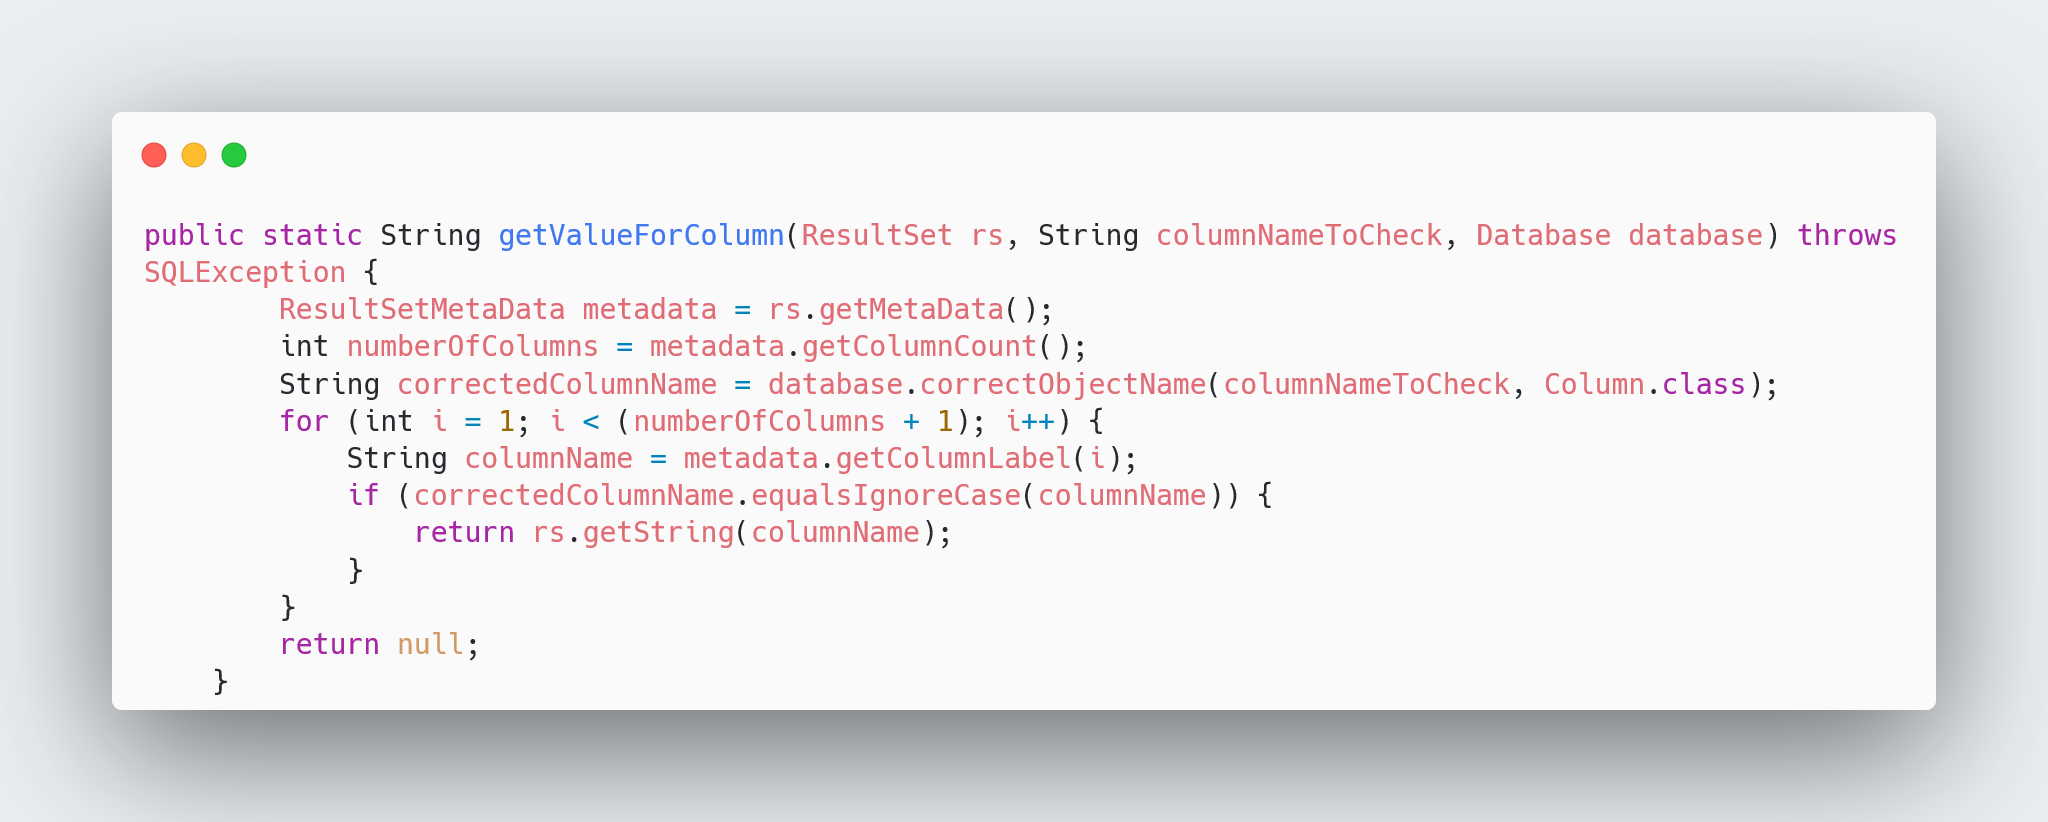 public static String getValueForColumn(ResultSet rs, String columnNameToCheck, Database database) throws
SQLException {
        ResultSetMetaData metadata = rs.getMetaData();
        int numberOfColumns = metadata.getColumnCount();
        String correctedColumnName = database.correctObjectName(columnNameToCheck, Column.class);
        for (int i = 1; i < (numberOfColumns + 1); i++) {
            String columnName = metadata.getColumnLabel(i);
            if (correctedColumnName.equalsIgnoreCase(columnName)) {
                return rs.getString(columnName);
            }
        }
        return null;
    }